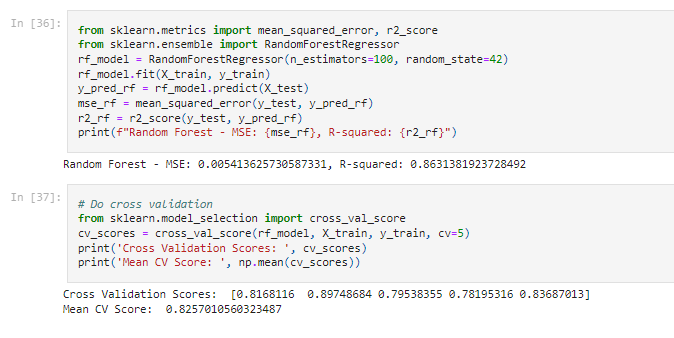 In [36]:
from sklearn.metrics import mean_squared_error, r2_score
from sklearn.ensemble import RandomForestRegressor
rf_model = RandomForestRegressor(n_estimators=100, random_state=42)
rf_model.fit(X_train, y_train)
y_pred_rf = rf_model.predict(X_test)
mse_rf = mean_squared_error(y_test, y_pred_rf)
r2_rf = r2_score(y_test, y_pred_rf)
print(f"Random Forest - MSE: {mse_rf}, R-squared: {r2_rf}")
Random Forest - MSE: 0.005413625730587331, R-squared: 0.8631381923728492
In [37]:
# Do cross validation
from sklearn.model_selection import cross_val_score
cv_scores = cross_val_score(rf_model, X_train, y_train, cv=5)
print('Cross Validation Scores: ', cv_scores)
print('Mean CV Score: ', np.mean(cv_scores))
Cross Validation Scores:  [0.8168116  0.89748684 0.79538355 0.78195316 0.83687013]
Mean CV Score:  0.8257010560323487